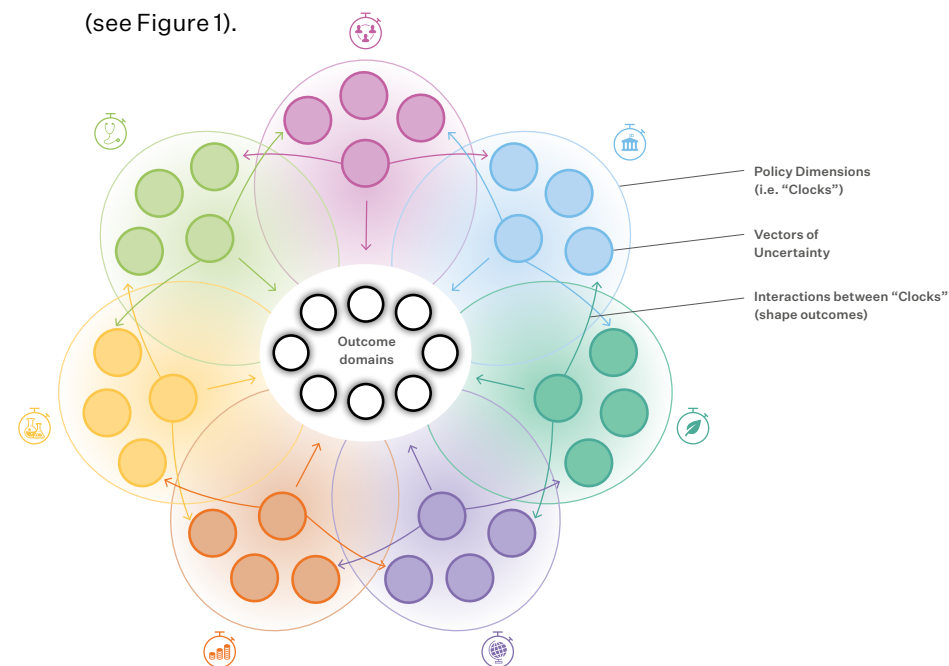 (see Figure 1).
Policy Dimensions
(i.e. “Clocks”)
Vectors of
Uncertainty
Interactions between “Clocks”
(shape outcomes)
Outcome
domains